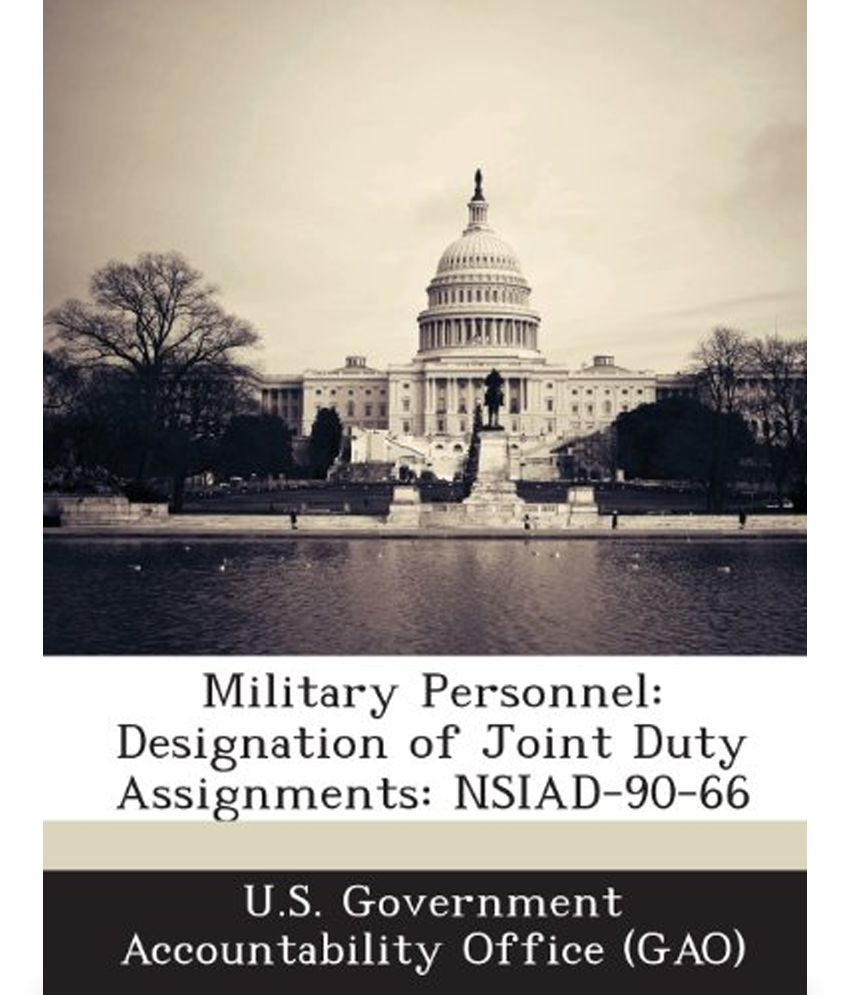 Military Personnel:
Designation of Joint Duty
Assignments: NSIAD-90-66
U.S. Government
Accountability Office (GAO)